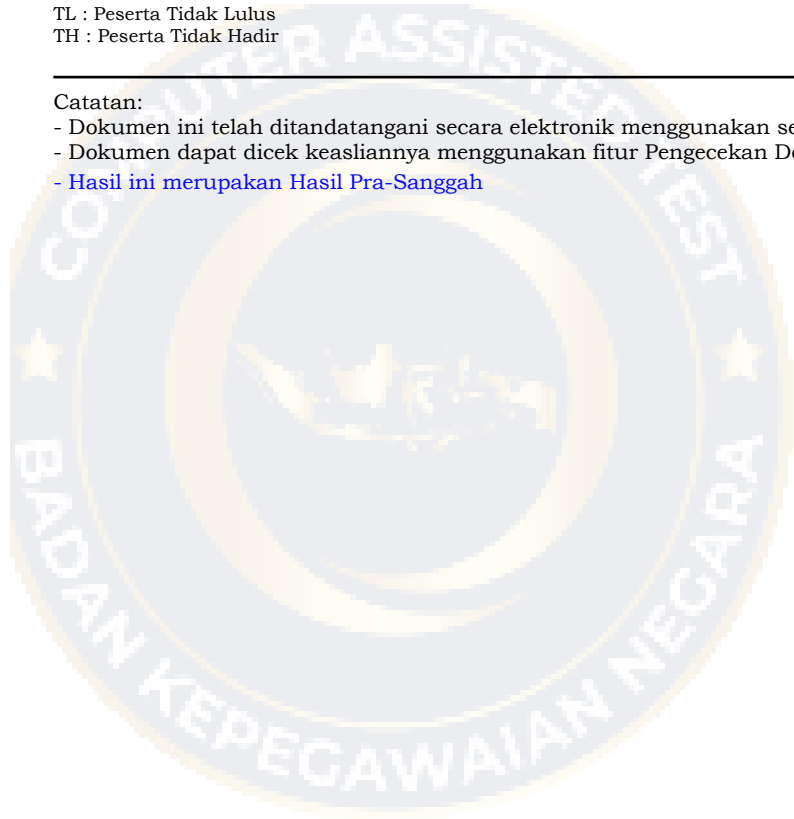 TL : Peserta Tidak Lulus
TH : Peserta Tidak Hadir
Catatan:
- Dokumen ini telah ditandatangani secara elektronik menggunakan
- Dokumen dapat dicek keasliannya menggunakan fitur Pengecekan
- Hasil ini merupakan Hasil Pra-Sanggah
COMPUTER ASSISTED TEST
BADAN KEPEGAWAIAN NEGARA